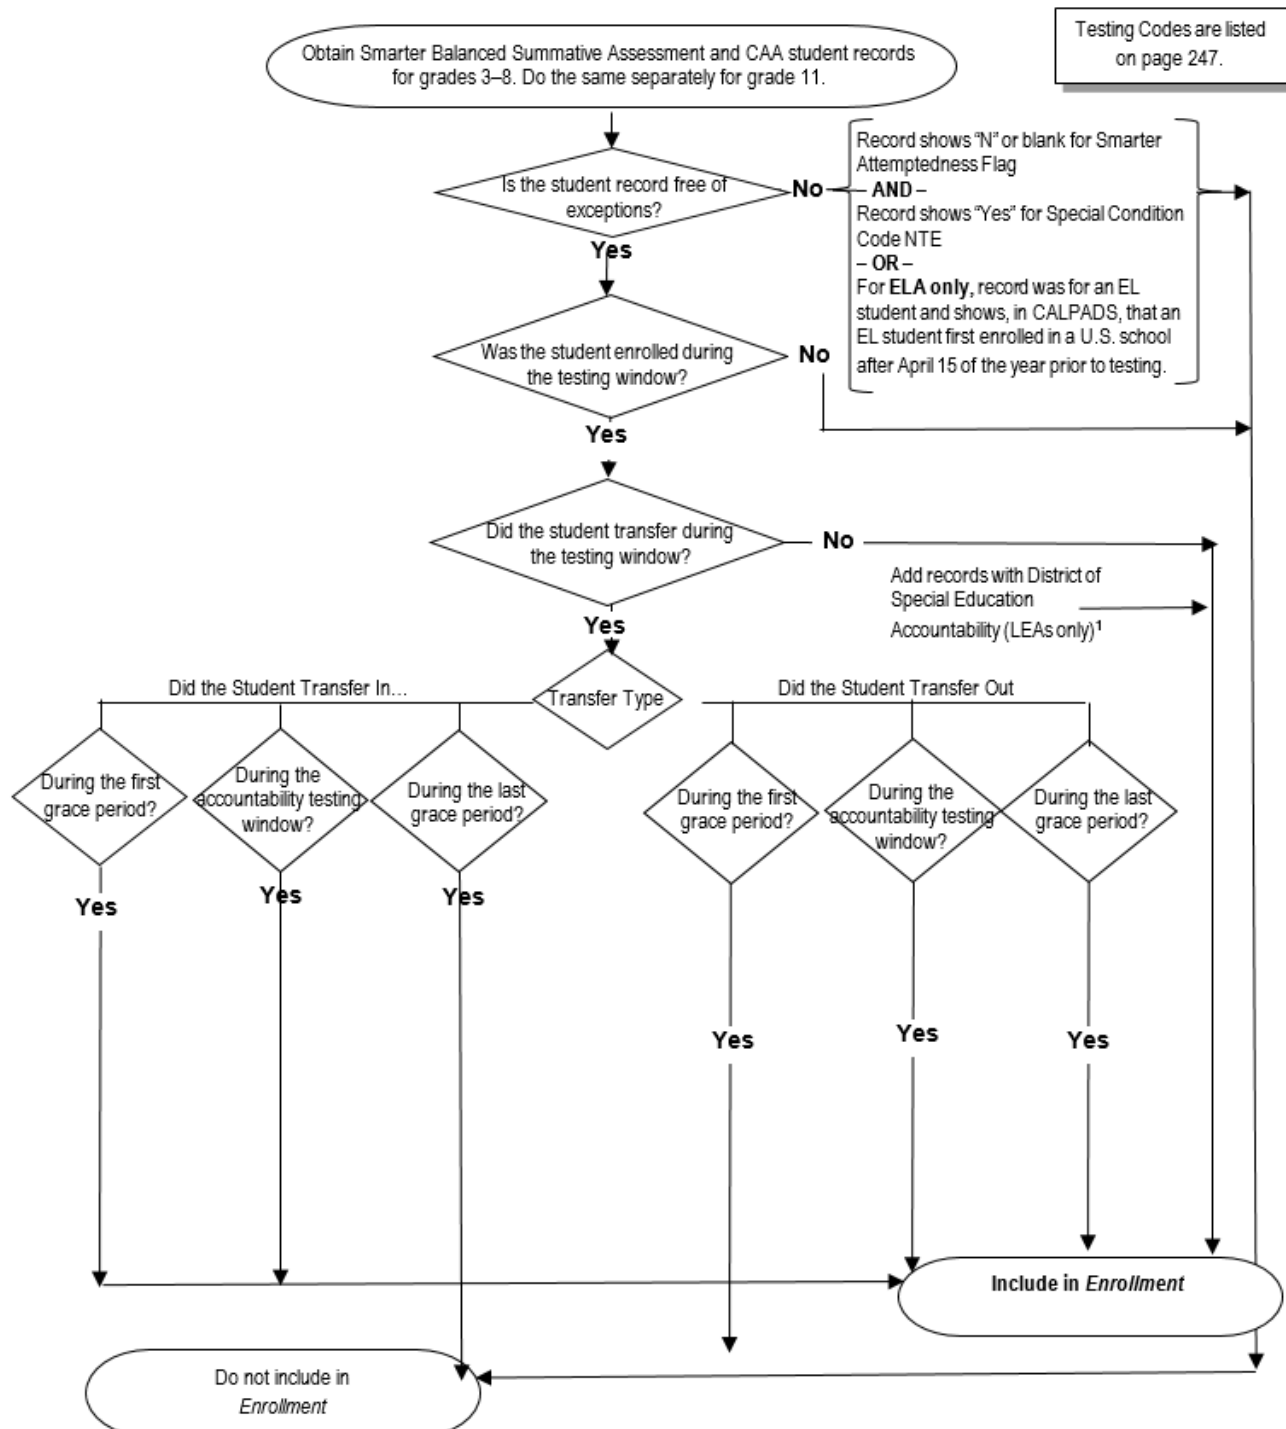 Obtain Smarter Balanced Summative Assessment and CAA student records
for grades 3–8. Do the same separately for grade 11.
Testing Codes are listed
on page 247.
Is the student record free of
exceptions?
No
Record shows “N” or blank for Smarter
Attemptedness Flag
– AND –
Record shows “Yes” for Special Condition
Code NTE
– OR –
For ELA only, record was for an EL
student and shows, in CALPADS, that an
EL student first enrolled in a U.S. school
after April 15 of the year prior to testing.
Yes
Was the student enrolled during
the testing window?
No
Yes
Did the student transfer during
the testing window?
No
Add records with District of
Special Education
Accountability (LEAs only)¹
Yes
Transfer Type
Did the Student Transfer In…
Did the Student Transfer Out
During the first
grace period?
During the
accountability testing
window?
During the last
grace period?
During the first
grace period?
During the
accountability testing
window?
During the last
grace period?
Yes
Yes
Yes
Yes
Yes
Yes
Include in Enrollment
Do not include in
Enrollment